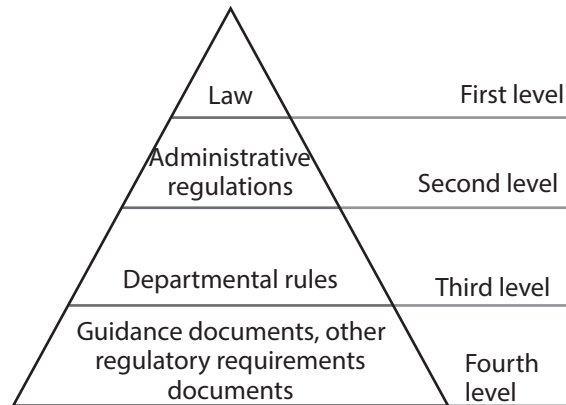 Law
First level
Administrative
regulations
Second level
Departmental rules
Third level
Guidance documents, other
regulatory requirements
documents
Fourth
level